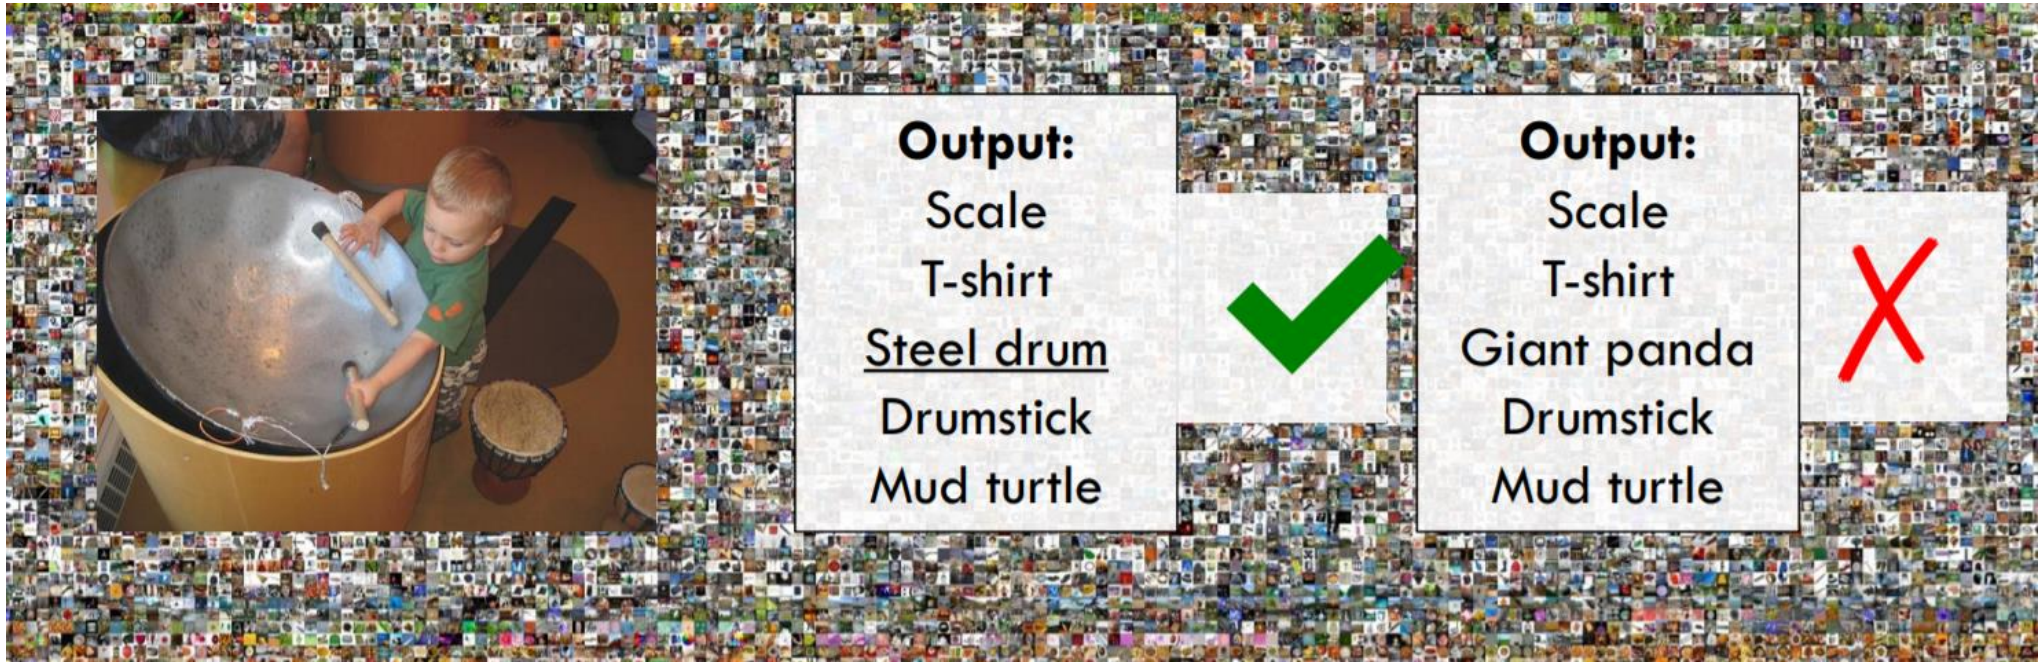 Output:
Scale
T-shirt
Steel drum
Drumstick
Mud turtle
Output:
Scale
T-shirt
Giant panda
Drumstick
Mud turtle